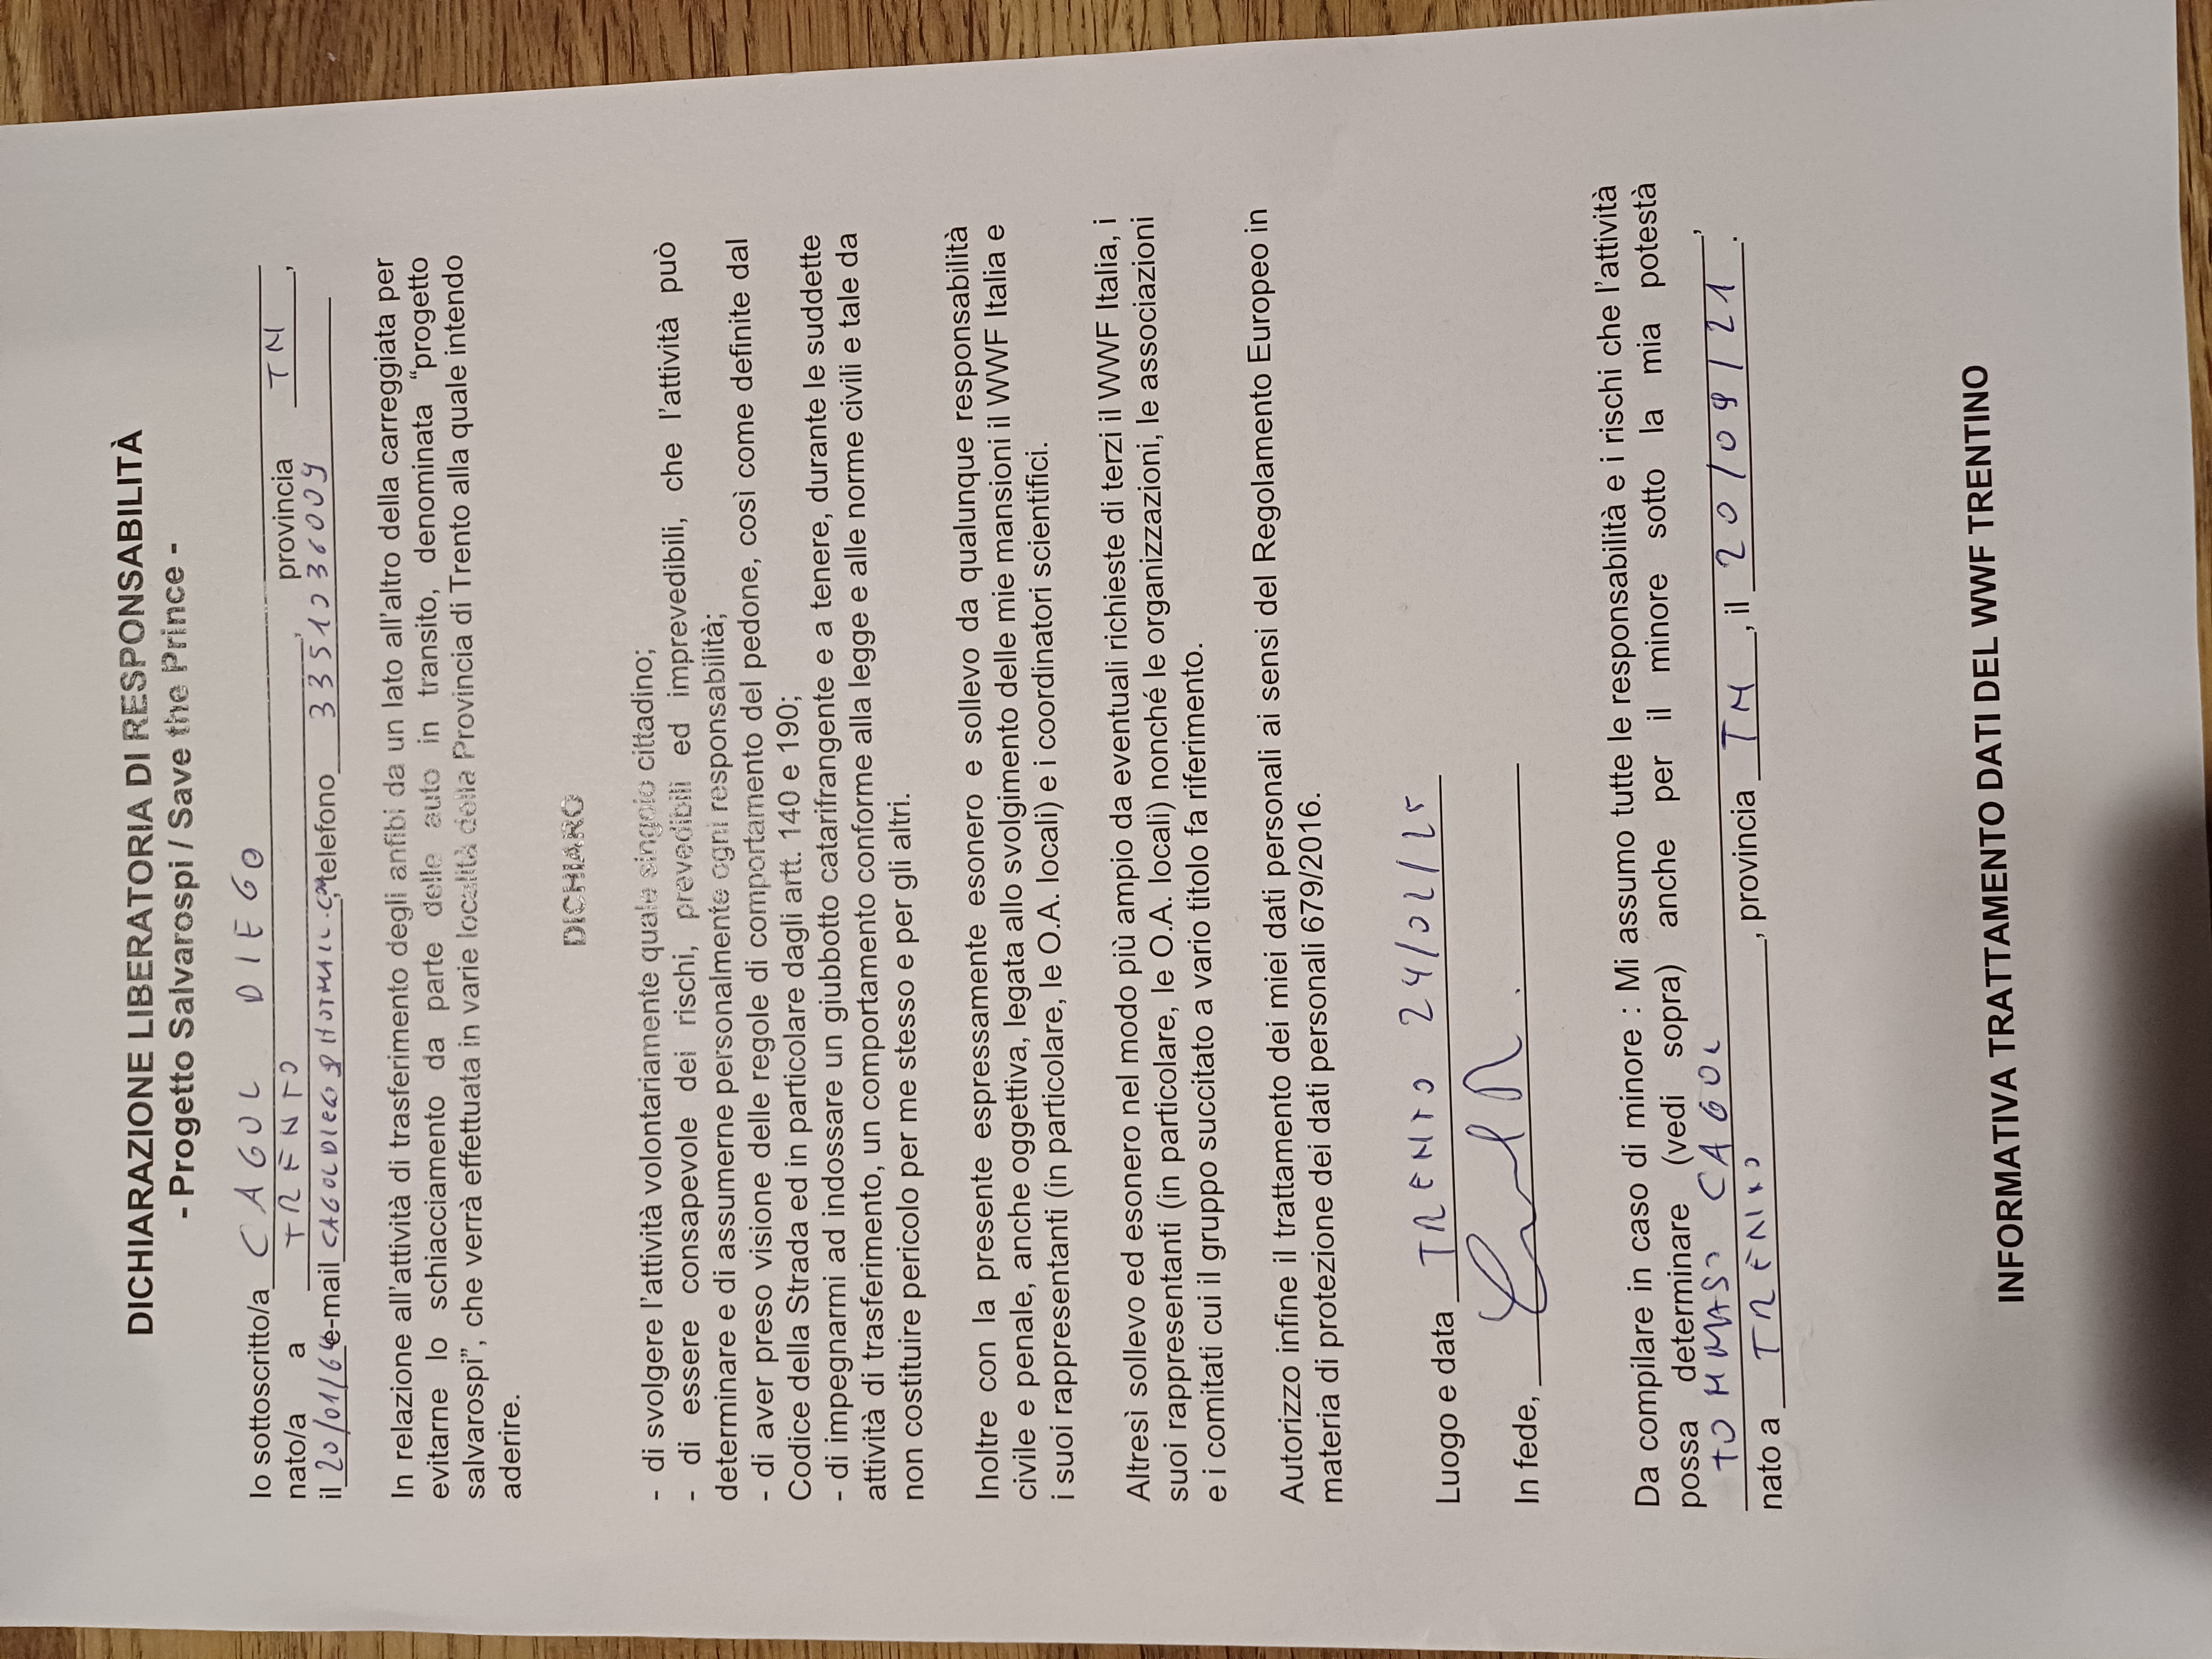 DICHIARAZIONE LIBERATORIA DI RESPONSABILITÀ
- Progetto Salvarospi / Save the Prince -
Io sottoscritto/a CAGOL DIEGO
nato/a a TRENTO, provincia TN,
il 20/01/64 e-mail CAGOLDIEGO@HOTMAIL.COM, telefono 3351036009
In relazione all'attività di trasferimento degli anfibi da un lato all'altro della carreggiata per
evitarne lo schiacciamento da parte delle auto in transito, denominata “progetto
salvarospi”, che verrà effettuata in varie località della Provincia di Trento alla quale intendo
aderire.
DICHIARO
- di svolgere l'attività volontariamente quale singolo cittadino;
- di essere consapevole dei rischi, prevedibili ed imprevedibili, che l'attività può
determinare e di assumerne personalmente ogni responsabilità;
- di aver preso visione delle regole di comportamento del pedone, così come definite dal
Codice della Strada ed in particolare dagli artt. 140 e 190;
- di impegnarmi ad indossare un giubbotto catarifrangente e a tenere, durante le suddette
attività di trasferimento, un comportamento conforme alla legge e alle norme civili e tale da
non costituire pericolo per me stesso e per gli altri.
Inoltre con la presente espressamente esonero e sollevo da qualunque responsabilità
civile e penale, anche oggettiva, legata allo svolgimento delle mie mansioni il WWF Italia e
i suoi rappresentanti (in particolare, le O.A. locali) e i coordinatori scientifici.
Altresì sollevo ed esonero nel modo più ampio da eventuali richieste di terzi il WWF Italia, i
suoi rappresentanti (in particolare, le O.A. locali) nonché le organizzazioni, le associazioni
e i comitati cui il gruppo succitato a vario titolo fa riferimento.
Autorizzo infine il trattamento dei miei dati personali ai sensi del Regolamento Europeo in
materia di protezione dei dati personali 679/2016.
Luogo e data TRENTO 24/02/25
In fede,
Da compilare in caso di minore : Mi assumo tutte le responsabilità e i rischi che l'attività
possa determinare (vedi sopra) anche per il minore sotto la mia potestà
TOMMASO CAGOL,
nato a TRENTO, provincia TN, il 20/09/21.
INFORMATIVA TRATTAMENTO DATI DEL WWF TRENTINO